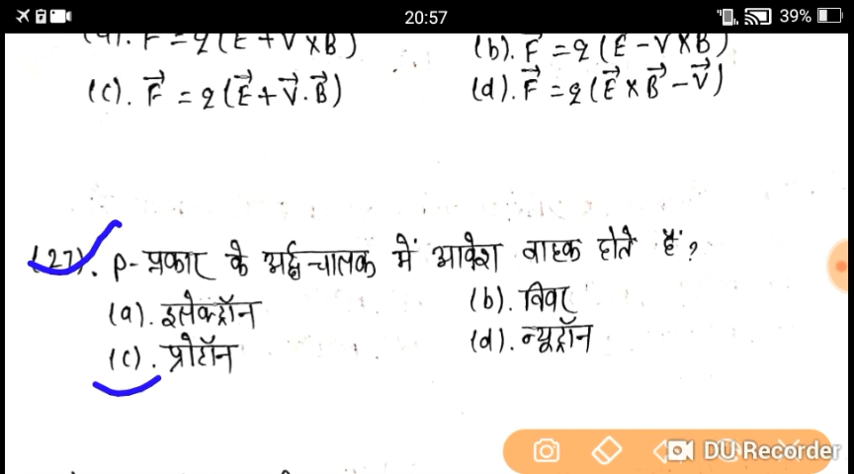 20:57
39%
(a). F = q(E + V × B)
(b). F = q(E − V × B)
(c). F⃗ = q(E⃗ + V⃗ . B⃗)
(d). F⃗ = q(E⃗ × B⃗ − V⃗)
(27). P- प्रकार के अर्द्धचालक में आवेश वाहक होते हैं?
(a). इलेक्ट्रॉन
(b). विवर
(c). प्रोटॉन
(d). न्यूट्रॉन
DU Recorder